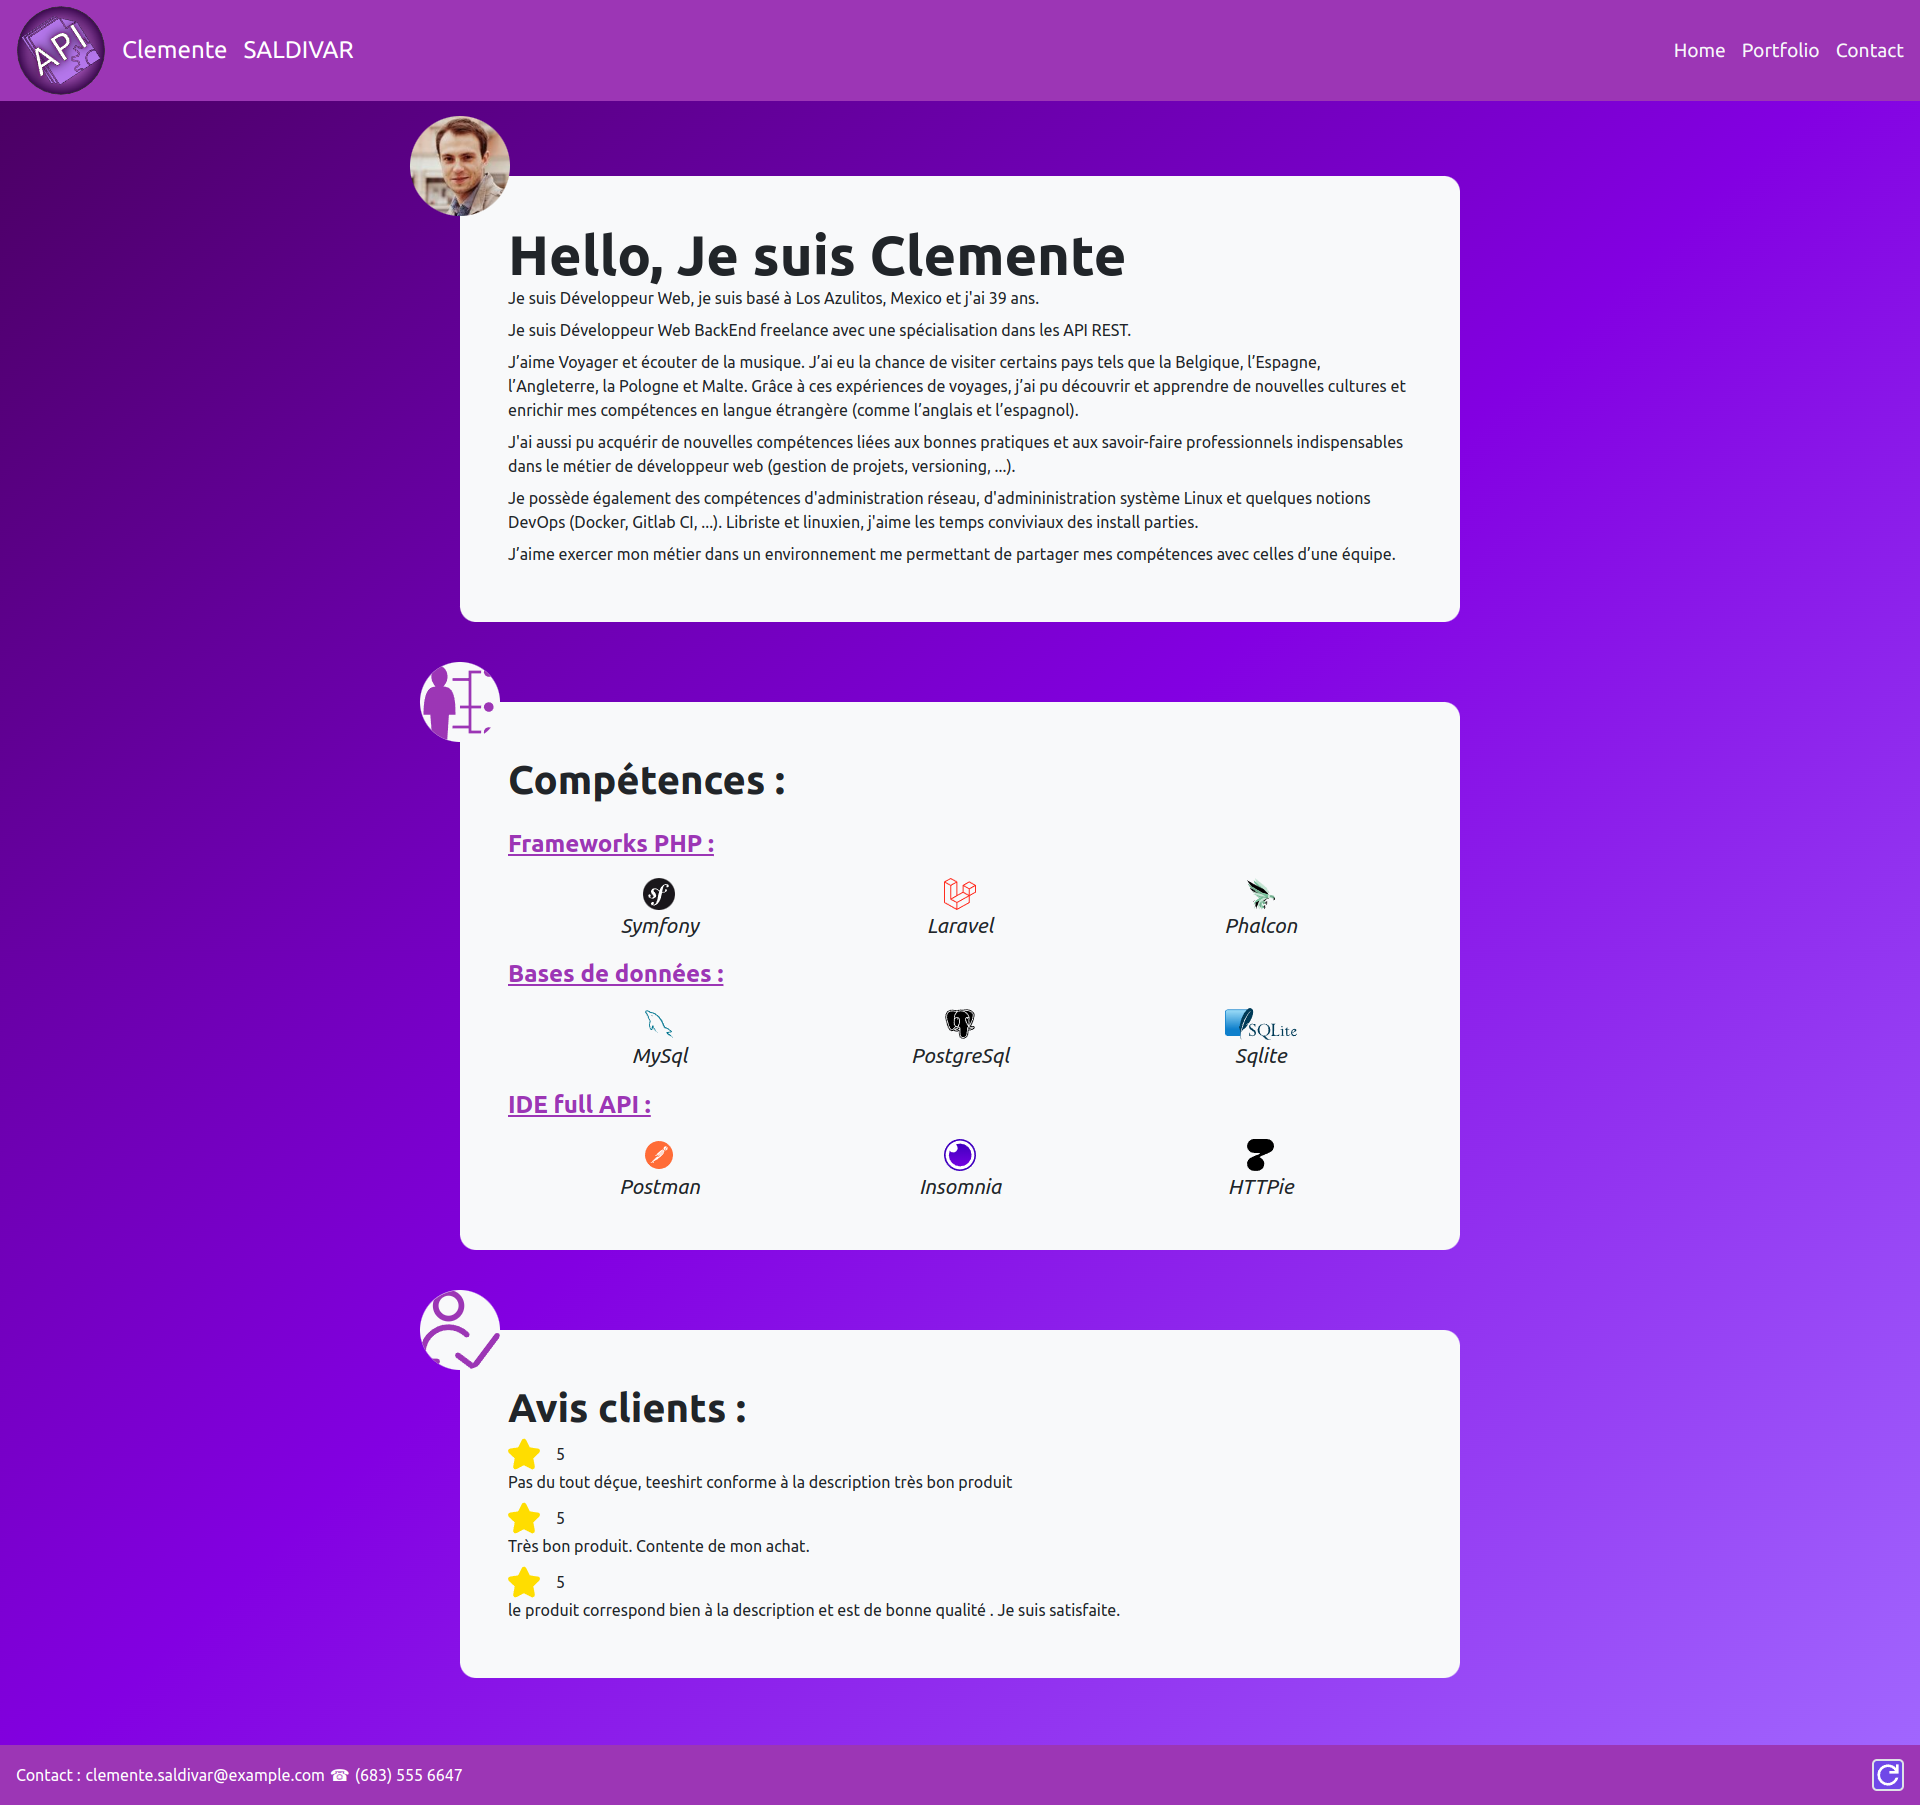 API
Clemente SALDIVAR
Home Portfolio Contact
Hello, Je suis Clemente
Je suis Développeur Web, je suis basé à Los Azulitos, Mexico et j'ai 39 ans.
Je suis Développeur Web BackEnd freelance avec une spécialisation dans les API REST.
J’aime Voyager et écouter de la musique. J’ai eu la chance de visiter certains pays tels que la Belgique, l’Espagne,
l’Angleterre, la Pologne et Malte. Grâce à ces expériences de voyages, j’ai pu découvrir et apprendre de nouvelles cultures et
enrichir mes compétences en langue étrangère (comme l’anglais et l’espagnol).
J'ai aussi pu acquérir de nouvelles compétences liées aux bonnes pratiques et aux savoir-faire professionnels indispensables
dans le métier de développeur web (gestion de projets, versioning, ...).
Je possède également des compétences d'administration réseau, d'admininistration système Linux et quelques notions
DevOps (Docker, Gitlab CI, ...). Libriste et linuxien, j'aime les temps conviviaux des install parties.
J’aime exercer mon métier dans un environnement me permettant de partager mes compétences avec celles d’une équipe.
Compétences :
Frameworks PHP :
sf
Symfony Laravel Phalcon
Bases de données :
SQLite
MySql PostgreSql Sqlite
IDE full API :
Postman Insomnia HTTPie
Avis clients :
5
Pas du tout déçue, teeshirt conforme à la description très bon produit
5
Très bon produit. Contente de mon achat.
5
le produit correspond bien à la description et est de bonne qualité . Je suis satisfaite.
Contact : clemente.saldivar@example.com ☎ (683) 555 6647